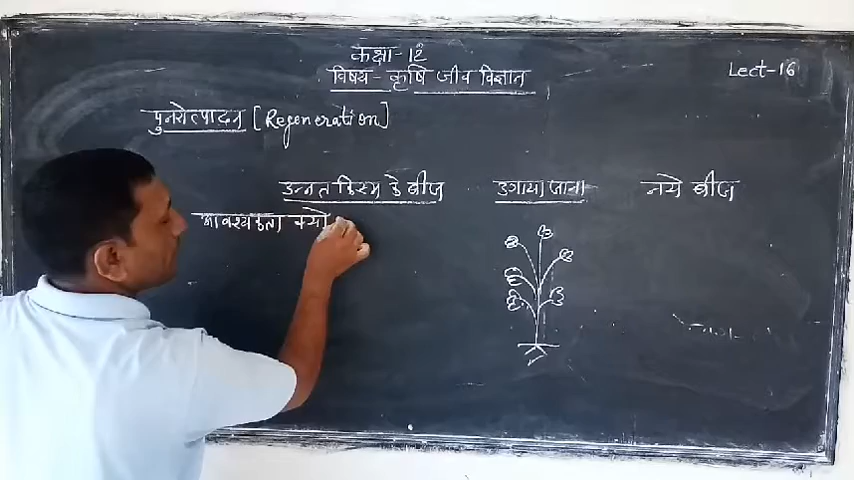 कक्षा-12
विषय- कृषि जीव विज्ञान
Lect-16
पुनरोत्पादन [Regeneration]
उन्नत किस्म के बीज उगाया जाना नये बीज
आवश्यकता क्यों